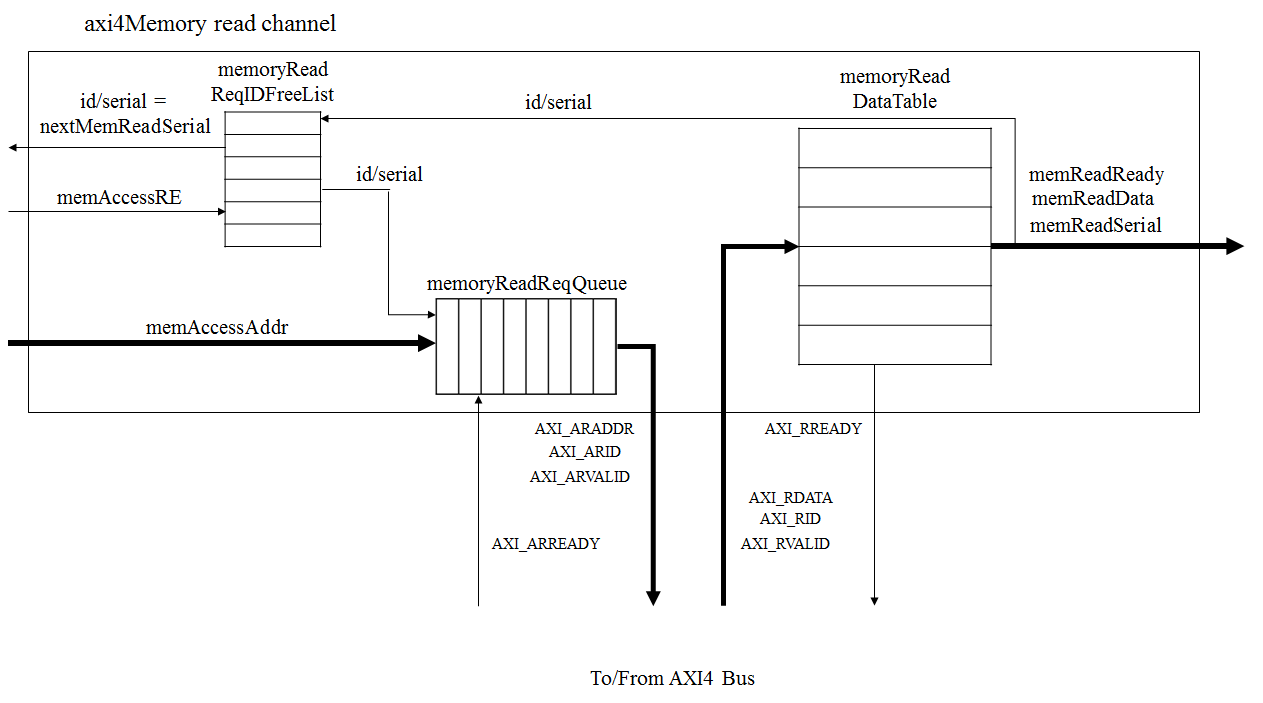 axi4Memory read channel
memoryRead
ReqIDFreeList
id/serial =
nextMemReadSerial
memAccessRE
id/serial
id/serial
memoryRead
DataTable
memReadReady
memReadData
memReadSerial
memoryReadReqQueue
memAccessAddr
AXI_ARADDR
AXI_ARID
AXI_ARVALID
AXI_ARREADY
AXI_RREADY
AXI_RDATA
AXI_RID
AXI_RVALID
To/From AXI4 Bus